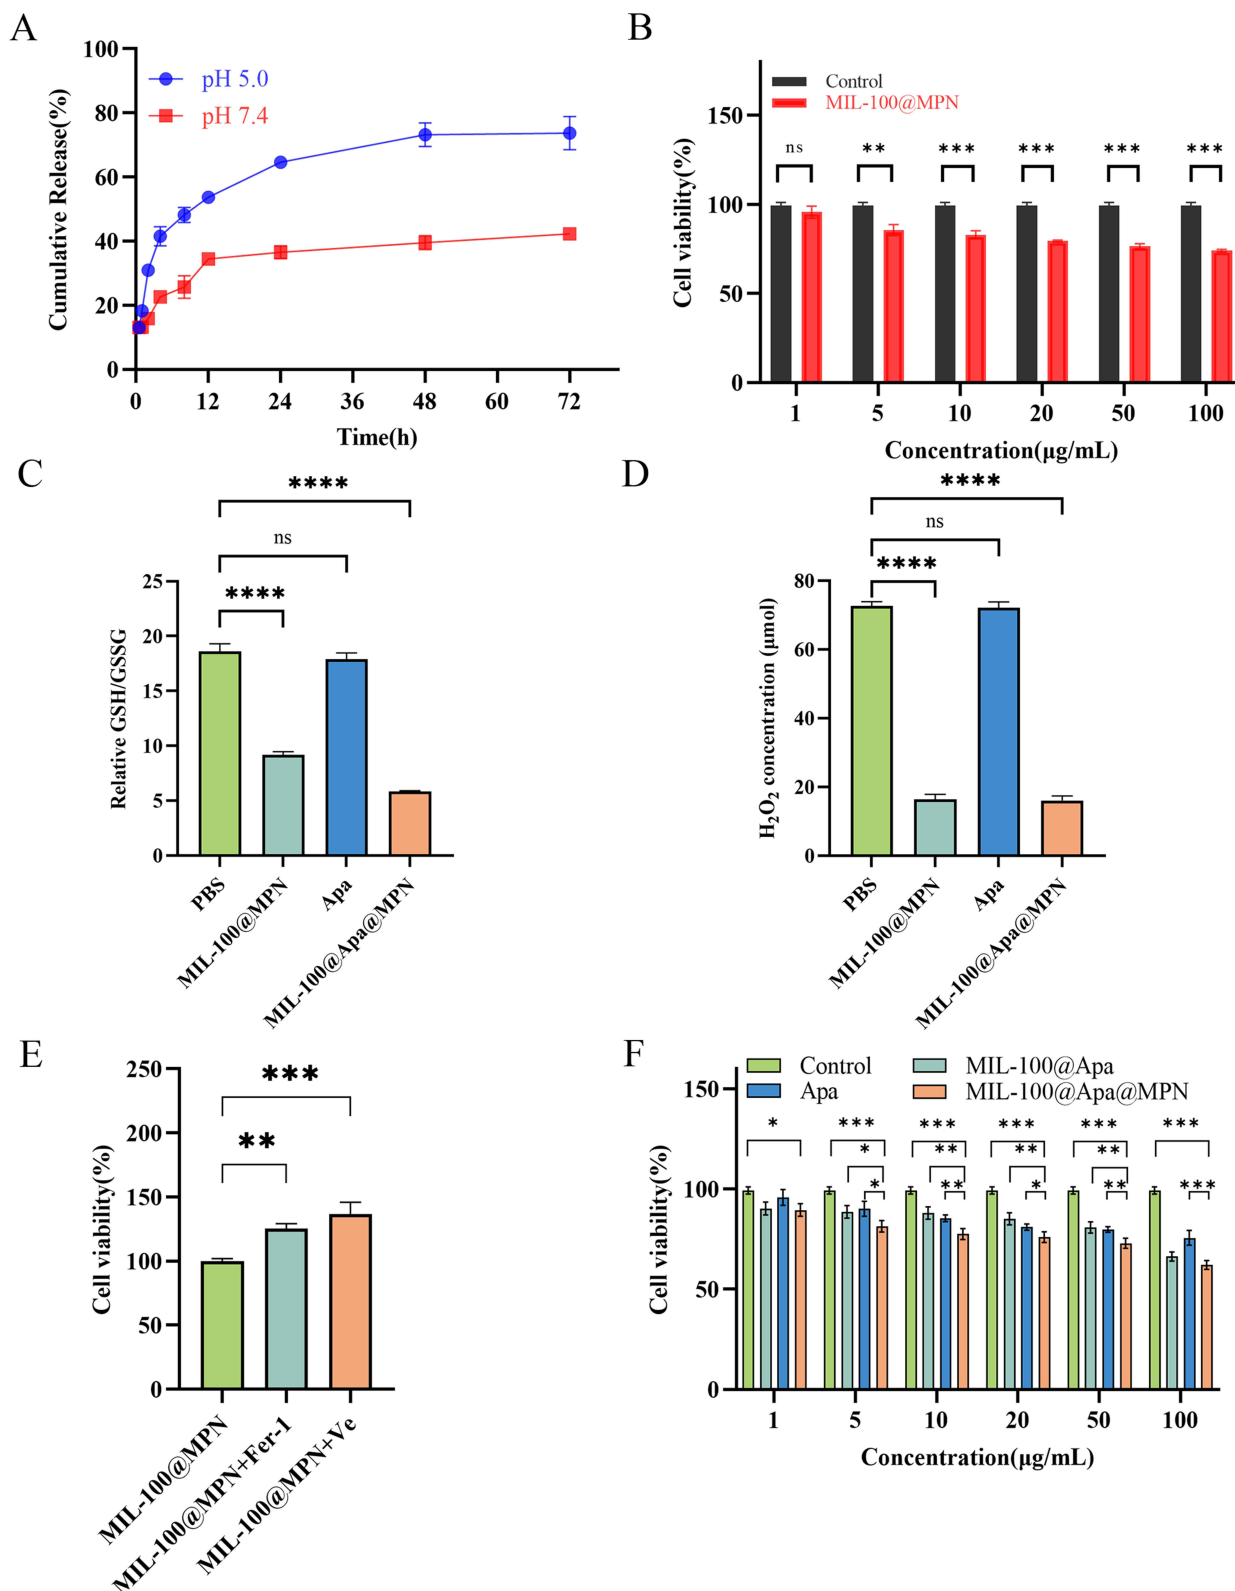 A
100
80
60
40
20
0
Cumulative Release(%)
pH 5.0
pH 7.4
0 12 24 36 48 60 72
Time(h)
B
150
100
50
0
Cell viability(%)
Control
MIL-100@MPN
ns ** *** *** *** ***
1 5 10 20 50 100
Concentration(μg/mL)
C
****
ns
****
25
20
15
10
5
0
Relative GSH/GSSG
PBS
MIL-100@MPN
Apa
MIL-100@Apa@MPN
D
****
ns
****
80
60
40
20
0
H₂O₂ concentration (μmol)
PBS
MIL-100@MPN
Apa
MIL-100@Apa@MPN
E
250
200
150
100
50
0
Cell viability(%)
***
**
MIL-100@MPN
MIL-100@MPN+Fer-1
MIL-100@MPN+Ve
F
Control
Apa
MIL-100@Apa
MIL-100@Apa@MPN
150
100
50
0
Cell viability(%)
* *** *** *** *** ***
* ** ** **
* ** * ** ***
1 5 10 20 50 100
Concentration(μg/mL)